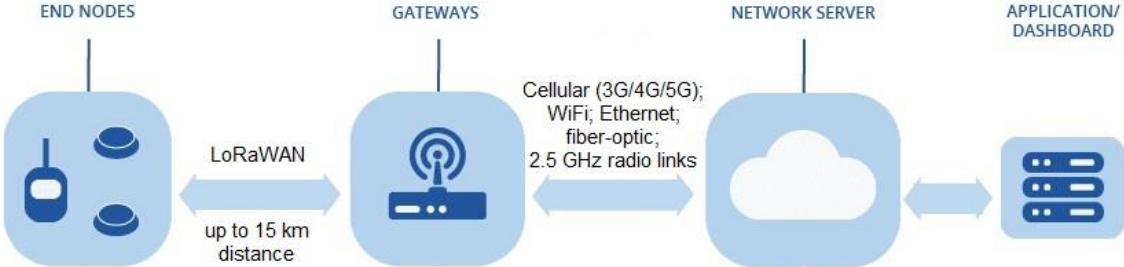 END NODES
GATEWAYS
NETWORK SERVER
APPLICATION/
DASHBOARD
LoRaWAN
up to 15 km
distance
Cellular (3G/4G/5G);
WiFi; Ethernet;
fiber-optic;
2.5 GHz radio links